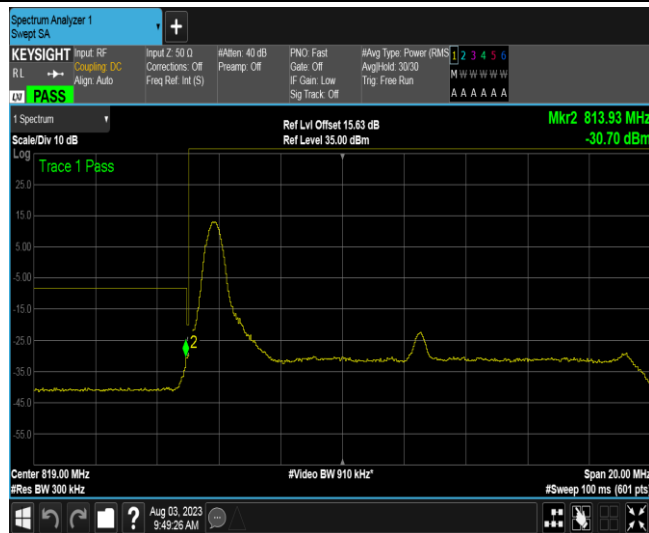 Spectrum Analyzer 1
Swept SA
+
KEYSIGHT
RL
LXI
PASS
Input: RF
Coupling: DC
Align: Auto
Input Z: 50 Ω
Corrections: Off
Freq Ref: Int (S)
#Atten: 40 dB
Preamp: Off
PNO: Fast
Gate: Off
IF Gain: Low
Sig Track: Off
#Avg Type: Power (RMS
Avg|Hold: 30/30
Trig: Free Run
1 2 3 4 5 6
M W W W W W
A A A A A A
1 Spectrum
Scale/Div 10 dB
Ref Lvl Offset 15.63 dB
Ref Level 35.00 dBm
Mkr2 813.93 MHz
-30.70 dBm
Log
Trace 1 Pass
25.0
15.0
5.00
-5.00
-15.0
-25.0
-35.0
-45.0
-55.0
2
Center 819.00 MHz
#Res BW 300 kHz
#Video BW 910 kHz*
Span 20.00 MHz
#Sweep 100 ms (601 pts)
?
Aug 03, 2023
9:49:26 AM